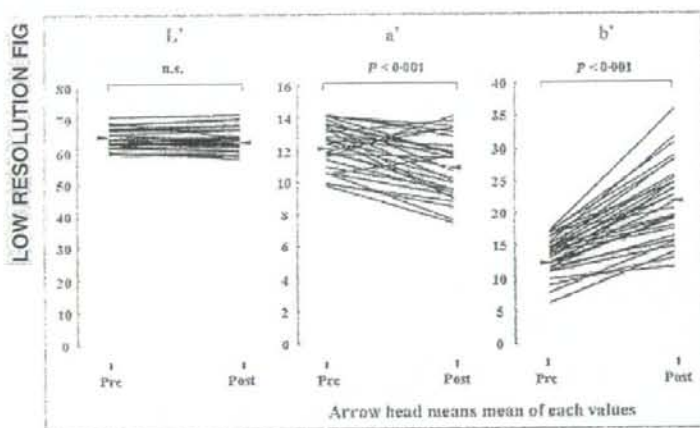 LOW RESOLUTION FIG
L' a' b'
n.s. P < 0·001 P < 0·001
80 16 40
70 14 35
60 12 30
50 10 25
40 8 20
30 6 15
20 4 10
10 2 5
0 0 0
Pre Post Pre Post Pre Post
Arrow head means mean of each values